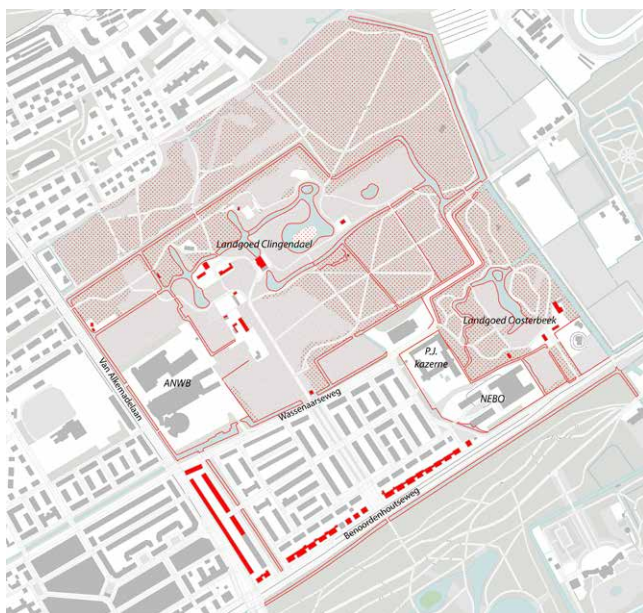 Landgoed Clingendael
Landgoed Oosterbeek
Van Alkemadelaan
ANWB
P.J.
Kazerne
NEBO
Wassenaarseweg
Benoordenhoutseweg